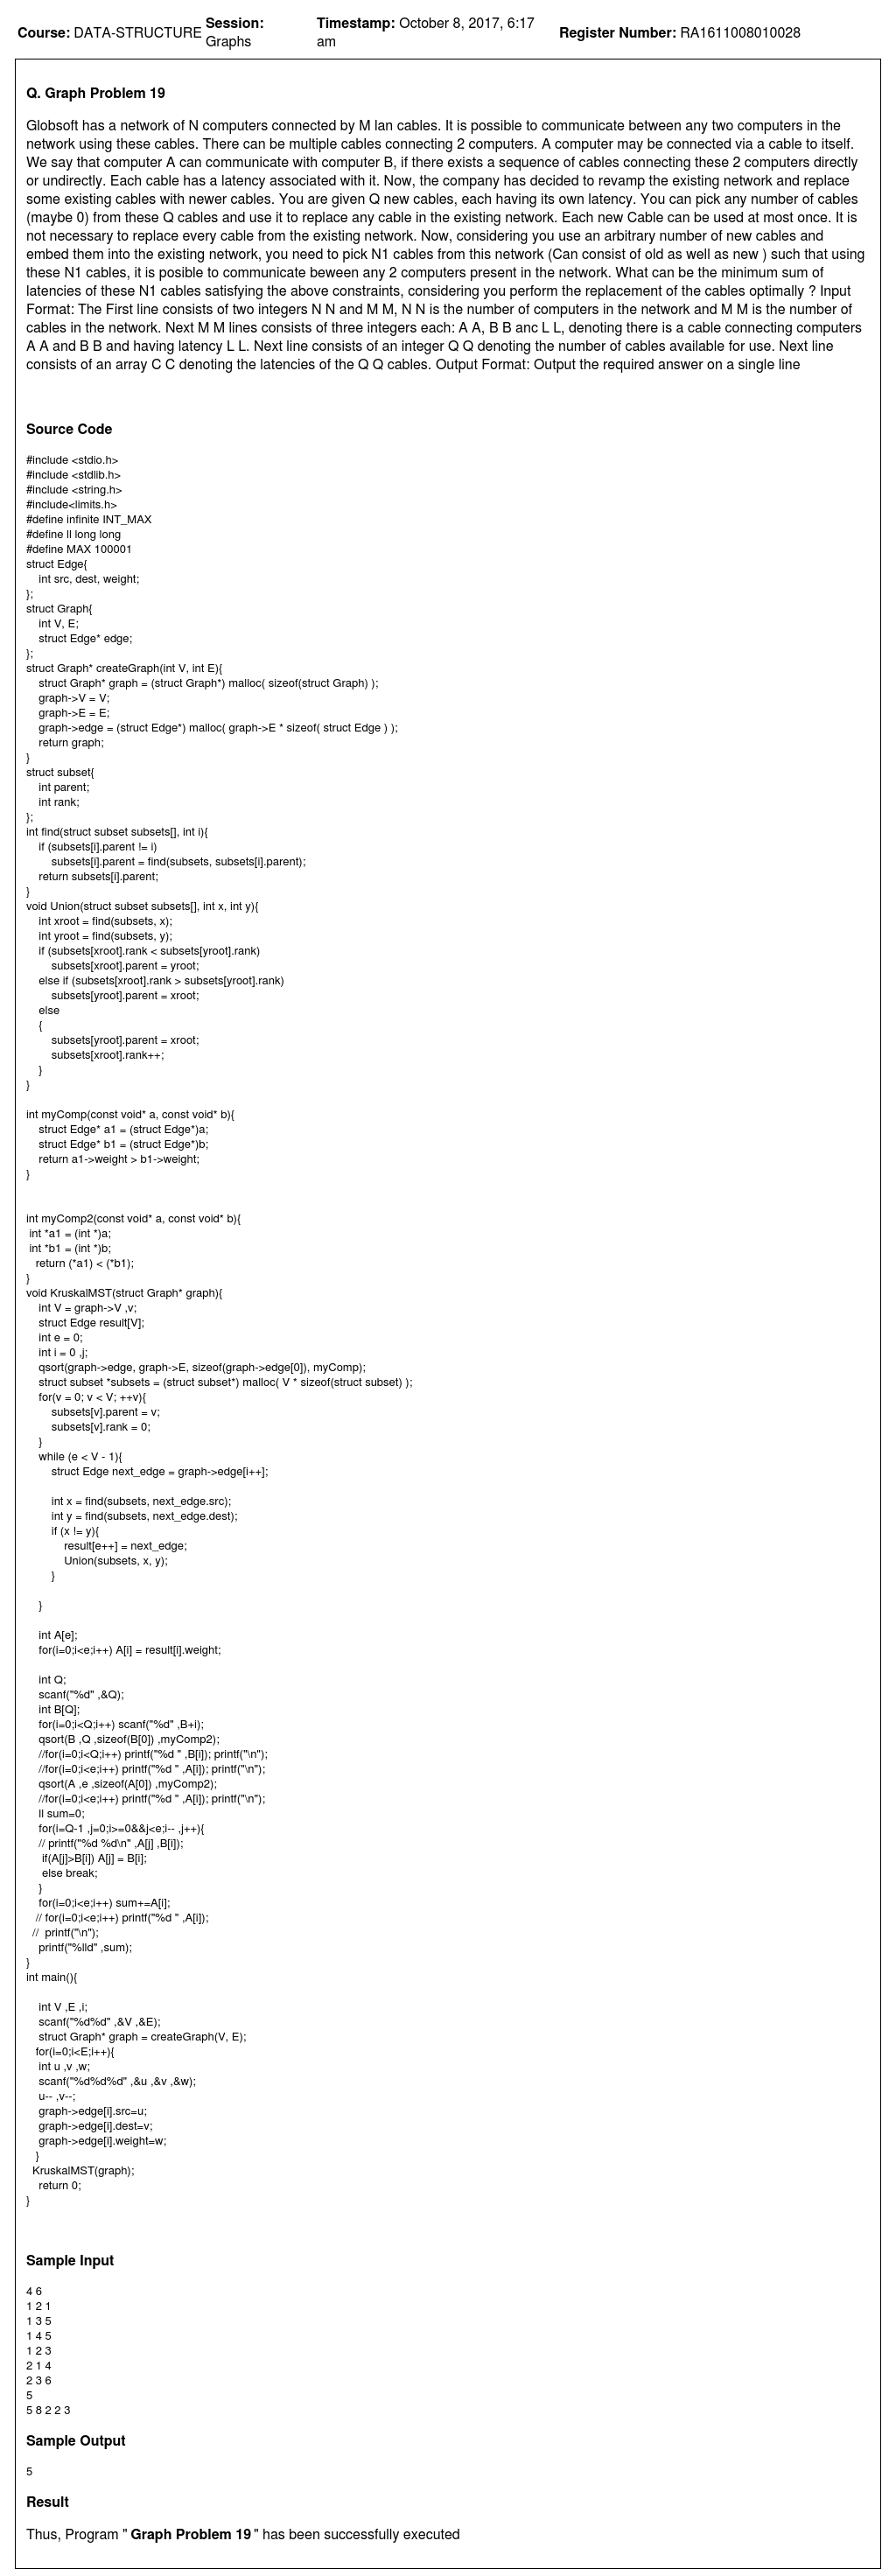 Course: DATA-STRUCTURE Session: Graphs Timestamp: October 8, 2017, 6:17 am Register Number: RA1611008010028
Q. Graph Problem 19
Globsoft has a network of N computers connected by M lan cables. It is possible to communicate between any two computers in the
network using these cables. There can be multiple cables connecting 2 computers. A computer may be connected via a cable to itself.
We say that computer A can communicate with computer B, if there exists a sequence of cables connecting these 2 computers directly
or undirectly. Each cable has a latency associated with it. Now, the company has decided to revamp the existing network and replace
some existing cables with newer cables. You are given Q new cables, each having its own latency. You can pick any number of cables
(maybe 0) from these Q cables and use it to replace any cable in the existing network. Each new Cable can be used at most once. It is
not necessary to replace every cable from the existing network. Now, considering you use an arbitrary number of new cables and
embed them into the existing network, you need to pick N1 cables from this network (Can consist of old as well as new ) such that using
these N1 cables, it is posible to communicate beween any 2 computers present in the network. What can be the minimum sum of
latencies of these N1 cables satisfying the above constraints, considering you perform the replacement of the cables optimally ? Input
Format: The First line consists of two integers N N and M M, N N is the number of computers in the network and M M is the number of
cables in the network. Next M M lines consists of three integers each: A A, B B anc L L, denoting there is a cable connecting computers
A A and B B and having latency L L. Next line consists of an integer Q Q denoting the number of cables available for use. Next line
consists of an array C C denoting the latencies of the Q Q cables. Output Format: Output the required answer on a single line
Source Code
#include <stdio.h>
#include <stdlib.h>
#include <string.h>
#include<limits.h>
#define infinite INT_MAX
#define ll long long
#define MAX 100001
struct Edge{
    int src, dest, weight;
};
struct Graph{
    int V, E;
    struct Edge* edge;
};
struct Graph* createGraph(int V, int E){
    struct Graph* graph = (struct Graph*) malloc( sizeof(struct Graph) );
    graph->V = V;
    graph->E = E;
    graph->edge = (struct Edge*) malloc( graph->E * sizeof( struct Edge ) );
    return graph;
}
struct subset{
    int parent;
    int rank;
};
int find(struct subset subsets[], int i){
    if (subsets[i].parent != i)
        subsets[i].parent = find(subsets, subsets[i].parent);
    return subsets[i].parent;
}
void Union(struct subset subsets[], int x, int y){
    int xroot = find(subsets, x);
    int yroot = find(subsets, y);
    if (subsets[xroot].rank < subsets[yroot].rank)
        subsets[xroot].parent = yroot;
    else if (subsets[xroot].rank > subsets[yroot].rank)
        subsets[yroot].parent = xroot;
    else
    {
        subsets[yroot].parent = xroot;
        subsets[xroot].rank++;
    }
}
int myComp(const void* a, const void* b){
    struct Edge* a1 = (struct Edge*)a;
    struct Edge* b1 = (struct Edge*)b;
    return a1->weight > b1->weight;
}
int myComp2(const void* a, const void* b){
 int *a1 = (int *)a;
 int *b1 = (int *)b;
   return (*a1) < (*b1);
}
void KruskalMST(struct Graph* graph){
    int V = graph->V ,v;
    struct Edge result[V];
    int e = 0;
    int i = 0 ,j;
    qsort(graph->edge, graph->E, sizeof(graph->edge[0]), myComp);
    struct subset *subsets = (struct subset*) malloc( V * sizeof(struct subset) );
    for(v = 0; v < V; ++v){
        subsets[v].parent = v;
        subsets[v].rank = 0;
    }
    while (e < V - 1){
        struct Edge next_edge = graph->edge[i++];
        int x = find(subsets, next_edge.src);
        int y = find(subsets, next_edge.dest);
        if (x != y){
            result[e++] = next_edge;
            Union(subsets, x, y);
        }
    }
    int A[e];
    for(i=0;i<e;i++) A[i] = result[i].weight;
    int Q;
    scanf("%d" ,&Q);
    int B[Q];
    for(i=0;i<Q;i++) scanf("%d" ,B+i);
    qsort(B ,Q ,sizeof(B[0]) ,myComp2);
    //for(i=0;i<Q;i++) printf("%d " ,B[i]); printf("\n");
    //for(i=0;i<e;i++) printf("%d " ,A[i]); printf("\n");
    qsort(A ,e ,sizeof(A[0]) ,myComp2);
    //for(i=0;i<e;i++) printf("%d " ,A[i]); printf("\n");
    ll sum=0;
    for(i=Q-1 ,j=0;i>=0&&j<e;i-- ,j++){
    // printf("%d %d\n" ,A[j] ,B[i]);
     if(A[j]>B[i]) A[j] = B[i];
     else break;
    }
    for(i=0;i<e;i++) sum+=A[i];
   // for(i=0;i<e;i++) printf("%d " ,A[i]);
  //  printf("\n");
    printf("%lld" ,sum);
}
int main(){
    int V ,E ,i;
    scanf("%d%d" ,&V ,&E);
    struct Graph* graph = createGraph(V, E);
   for(i=0;i<E;i++){
    int u ,v ,w;
    scanf("%d%d%d" ,&u ,&v ,&w);
    u-- ,v--;
    graph->edge[i].src=u;
    graph->edge[i].dest=v;
    graph->edge[i].weight=w;
   }
  KruskalMST(graph);
    return 0;
}
Sample Input
4 6
1 2 1
1 3 5
1 4 5
1 2 3
2 1 4
2 3 6
5
5 8 2 2 3
Sample Output
5
Result
Thus, Program " Graph Problem 19 " has been successfully executed